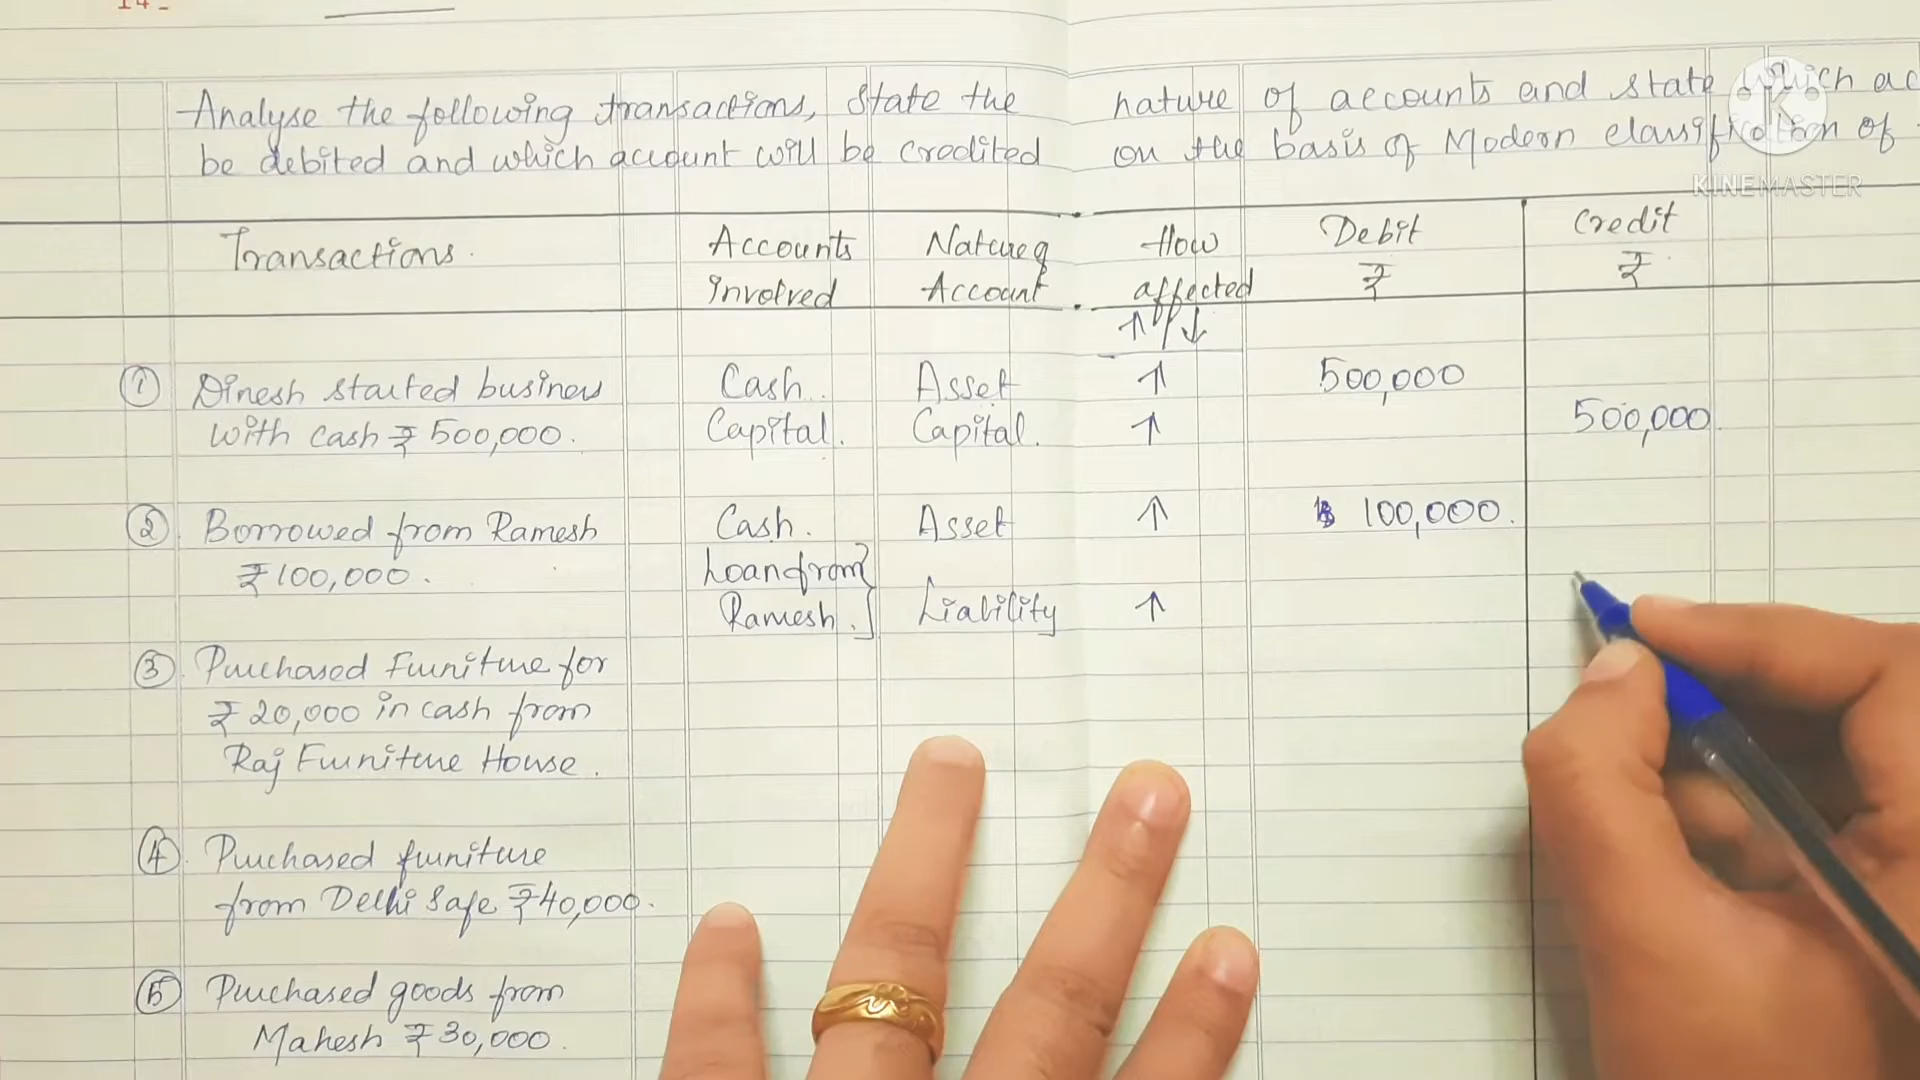 14-
Analyse the following transactions, state the nature of accounts and state which ac
be debited and which account will be credited on the basis of Modern classification of
KINEMASTER
Transactions.
Accounts
involved
Nature of
Account
How
affected
↑/↓
Debit
₹
Credit
₹
① Dinesh started business
with cash ₹ 500,000.
Cash.
Asset
↑
500,000
Capital.
Capital.
↑
500,000.
② Borrowed from Ramesh
₹ 100,000.
Cash.
Asset
↑
100,000.
Loan from
Ramesh.
Liability
↑
③ Purchased Furniture for
₹ 20,000 in cash from
Raj Furniture House.
④ Purchased furniture
from Delhi Safe ₹ 40,000.
⑤ Purchased goods from
Mahesh ₹ 30,000.